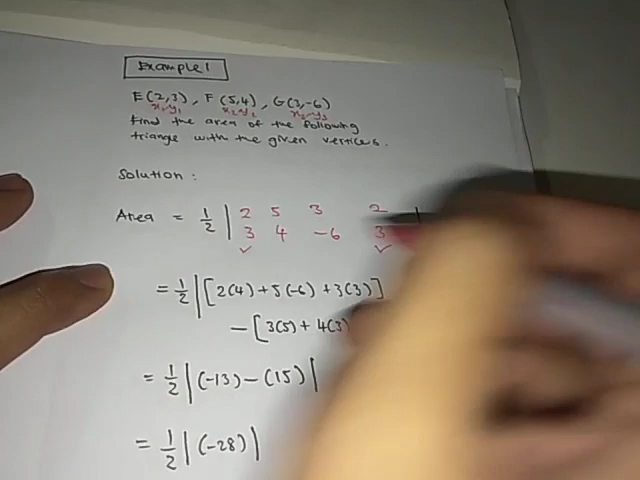 Example 1
E(2,3), F(5,4), G(3,-6)
x₁ y₁ x₂ y₂ x₃ y₃
Find the area of the following
triangle with the given vertices.
Solution :
Area = 1/2 | 2 5 3 2 |
3 4 -6 3
= 1/2 | [2(4) + 5(-6) + 3(3)]
- [3(5) + 4(3)
= 1/2 | (-13) - (15) |
= 1/2 | (-28) |